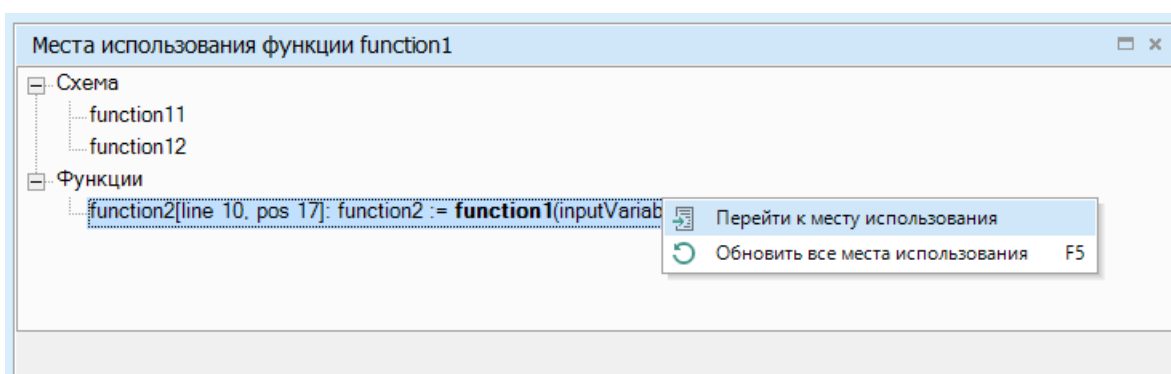 Места использования функции function1
Схема
function11
function12
Функции
function2[line 10, pos 17]: function2 := function1(inputVariab
Перейти к месту использования
Обновить все места использования F5